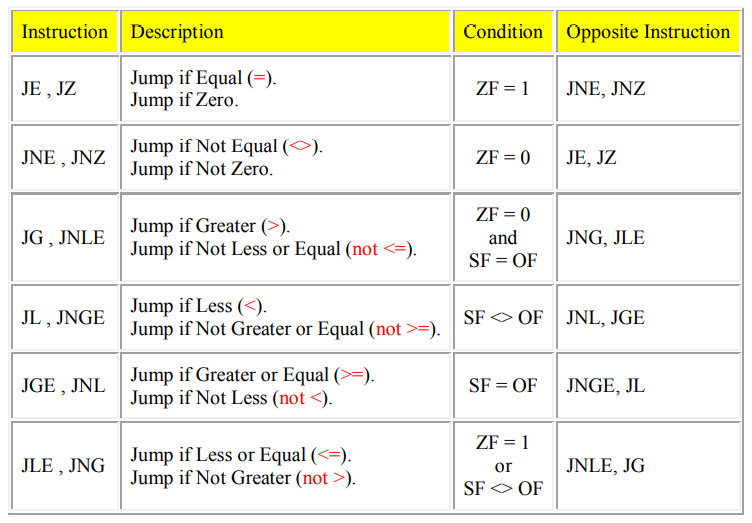 Instruction Description Condition Opposite Instruction
JE , JZ
Jump if Equal (=).
Jump if Zero.
ZF = 1
JNE, JNZ
JNE , JNZ
Jump if Not Equal (<>).
Jump if Not Zero.
ZF = 0
JE, JZ
JG , JNLE
Jump if Greater (>).
Jump if Not Less or Equal (not <=).
ZF = 0
and
SF = OF
JNG, JLE
JL , JNGE
Jump if Less (<).
Jump if Not Greater or Equal (not >=).
SF <> OF
JNL, JGE
JGE , JNL
Jump if Greater or Equal (>=).
Jump if Not Less (not <).
SF = OF
JNGE, JL
JLE , JNG
Jump if Less or Equal (<=).
Jump if Not Greater (not >).
ZF = 1
or
SF <> OF
JNLE, JG